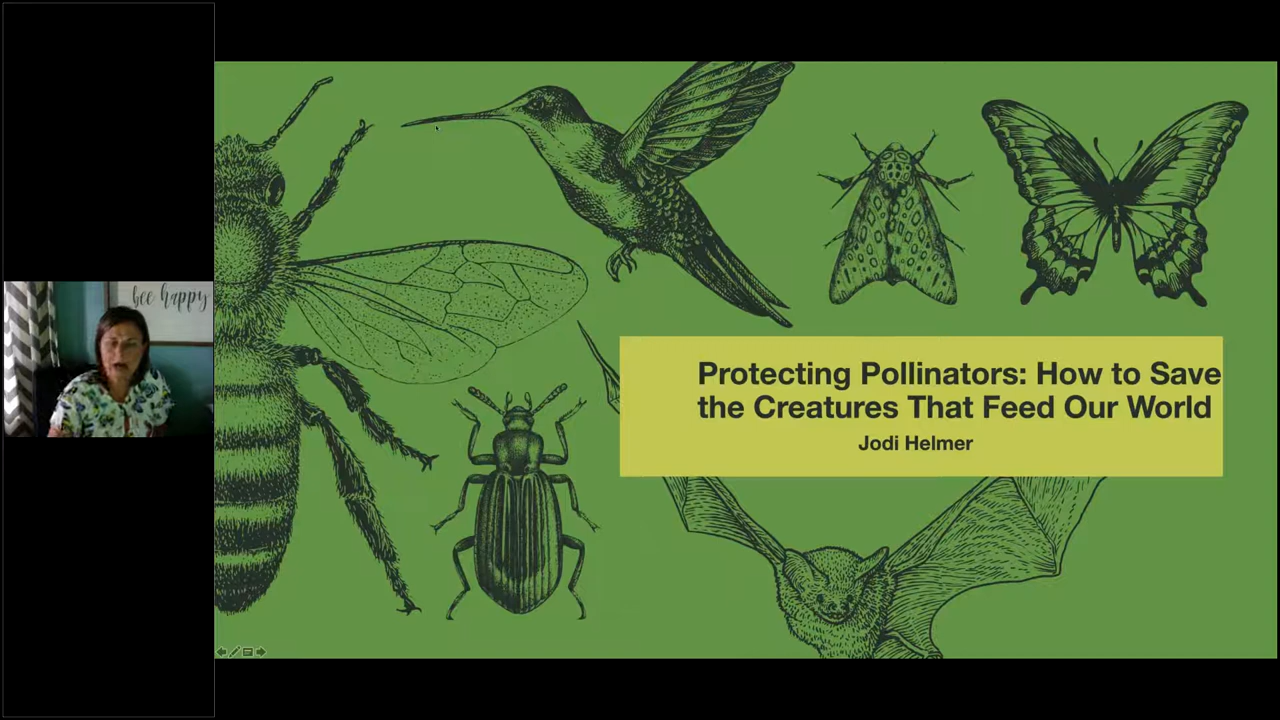 bee happy
Protecting Pollinators: How to Save
the Creatures That Feed Our World
Jodi Helmer